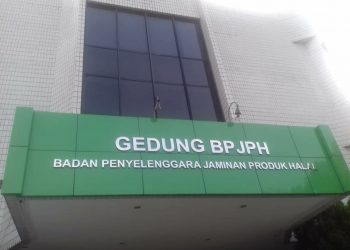 GEDUNG BPJPH
BADAN PENYELENGGARA JAMINAN PRODUK HALAL